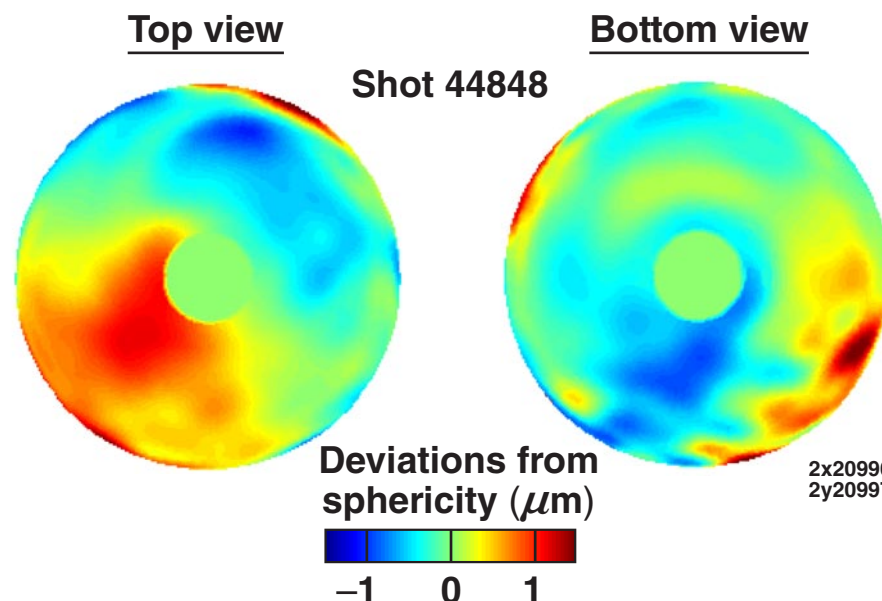 Top view
Bottom view
Shot 44848
Deviations from
sphericity (μm)
−1 0 1